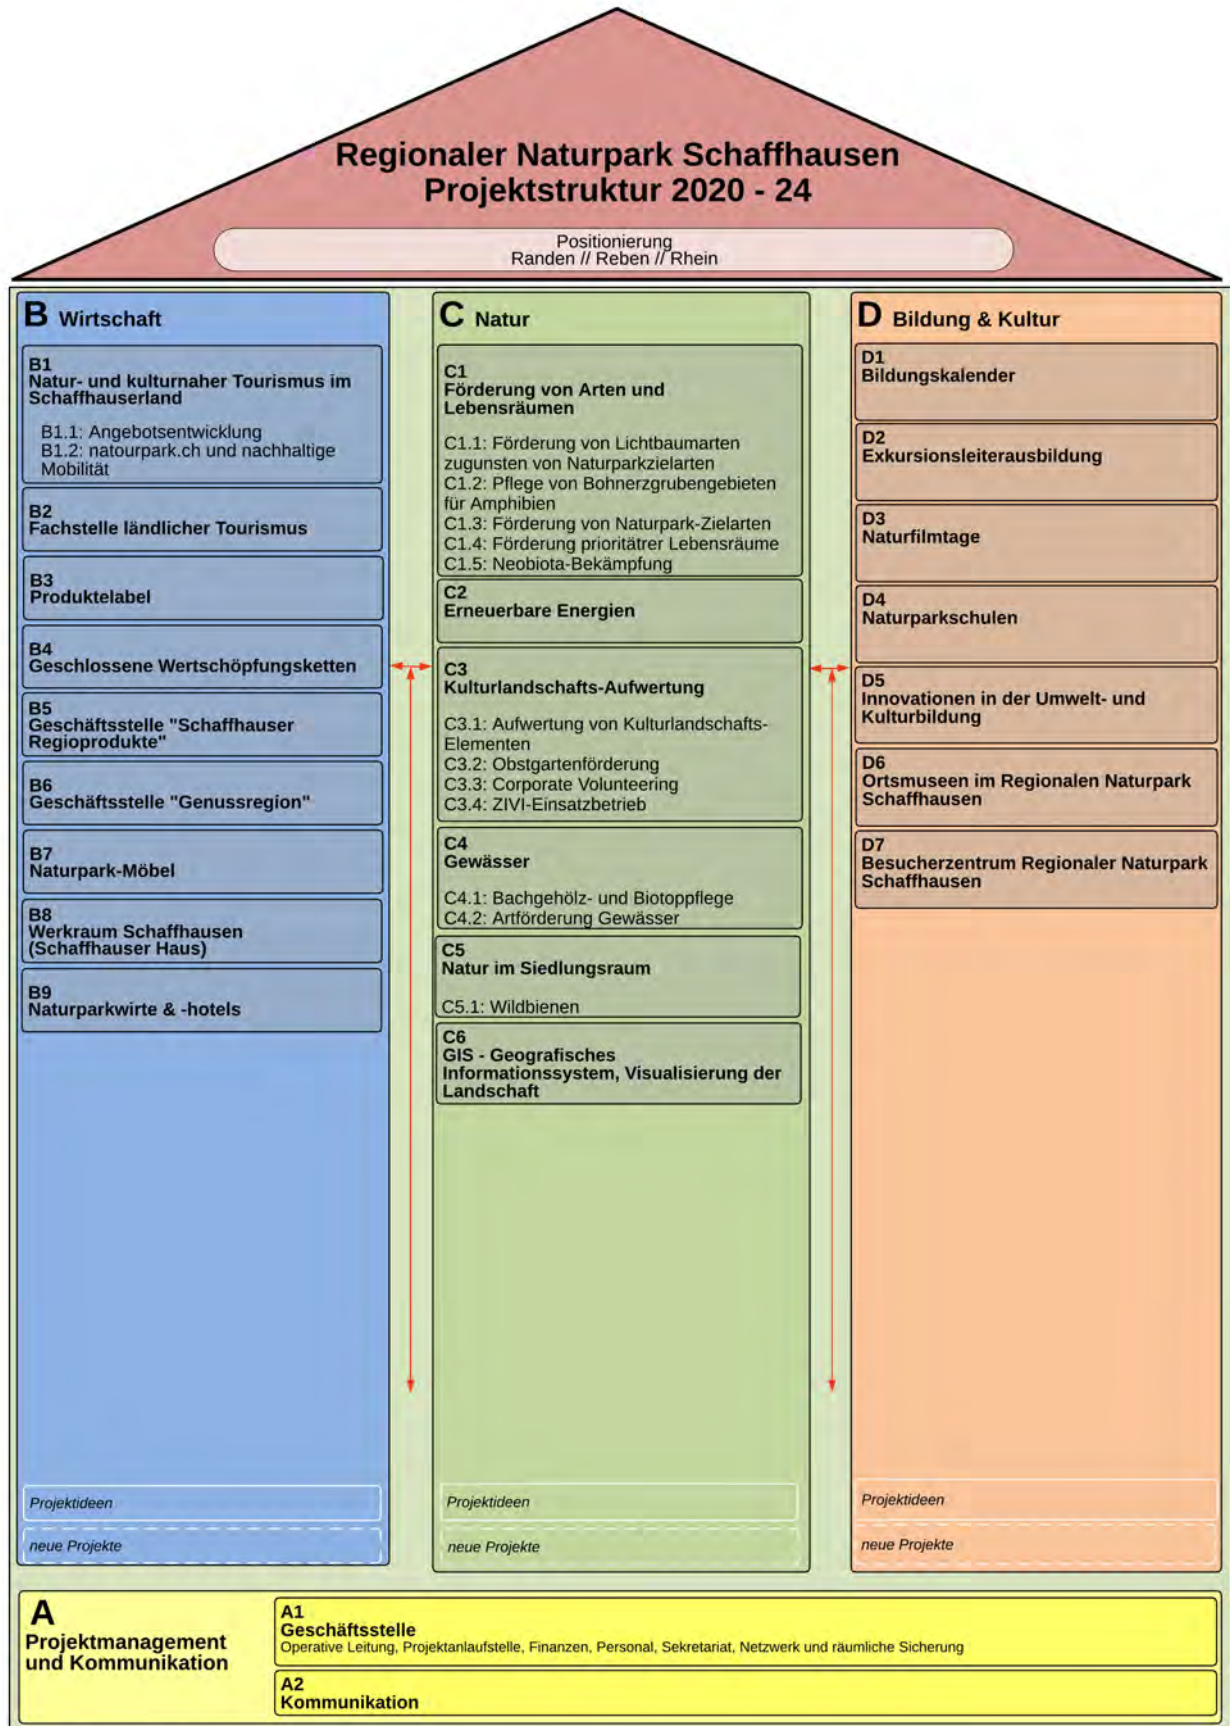 Regionaler Naturpark Schaffhausen
Projektstruktur 2020 - 24
Positionierung
Randen // Reben // Rhein
B Wirtschaft
B1
Natur- und kulturnaher Tourismus im
Schaffhauserland
B1.1: Angebotsentwicklung
B1.2: natourpark.ch und nachhaltige
Mobilität
B2
Fachstelle ländlicher Tourismus
B3
Produktelabel
B4
Geschlossene Wertschöpfungsketten
B5
Geschäftsstelle "Schaffhauser
Regioprodukte"
B6
Geschäftsstelle "Genussregion"
B7
Naturpark-Möbel
B8
Werkraum Schaffhausen
(Schaffhauser Haus)
B9
Naturparkwirte & -hotels
Projektideen
neue Projekte
C Natur
C1
Förderung von Arten und
Lebensräumen
C1.1: Förderung von Lichtbaumarten
zugunsten von Naturparkzielarten
C1.2: Pflege von Bohnerzgrubengebieten
für Amphibien
C1.3: Förderung von Naturpark-Zielarten
C1.4: Förderung prioritätrer Lebensräume
C1.5: Neobiota-Bekämpfung
C2
Erneuerbare Energien
C3
Kulturlandschafts-Aufwertung
C3.1: Aufwertung von Kulturlandschafts-
Elementen
C3.2: Obstgartenförderung
C3.3: Corporate Volunteering
C3.4: ZIVI-Einsatzbetrieb
C4
Gewässer
C4.1: Bachgehölz- und Biotoppflege
C4.2: Artförderung Gewässer
C5
Natur im Siedlungsraum
C5.1: Wildbienen
C6
GIS - Geografisches
Informationssystem, Visualisierung der
Landschaft
Projektideen
neue Projekte
D Bildung & Kultur
D1
Bildungskalender
D2
Exkursionsleiterausbildung
D3
Naturfilmtage
D4
Naturparkschulen
D5
Innovationen in der Umwelt- und
Kulturbildung
D6
Ortsmuseen im Regionalen Naturpark
Schaffhausen
D7
Besucherzentrum Regionaler Naturpark
Schaffhausen
Projektideen
neue Projekte
A
Projektmanagement
und Kommunikation
A1
Geschäftsstelle
Operative Leitung, Projektanlaufstelle, Finanzen, Personal, Sekretariat, Netzwerk und räumliche Sicherung
A2
Kommunikation